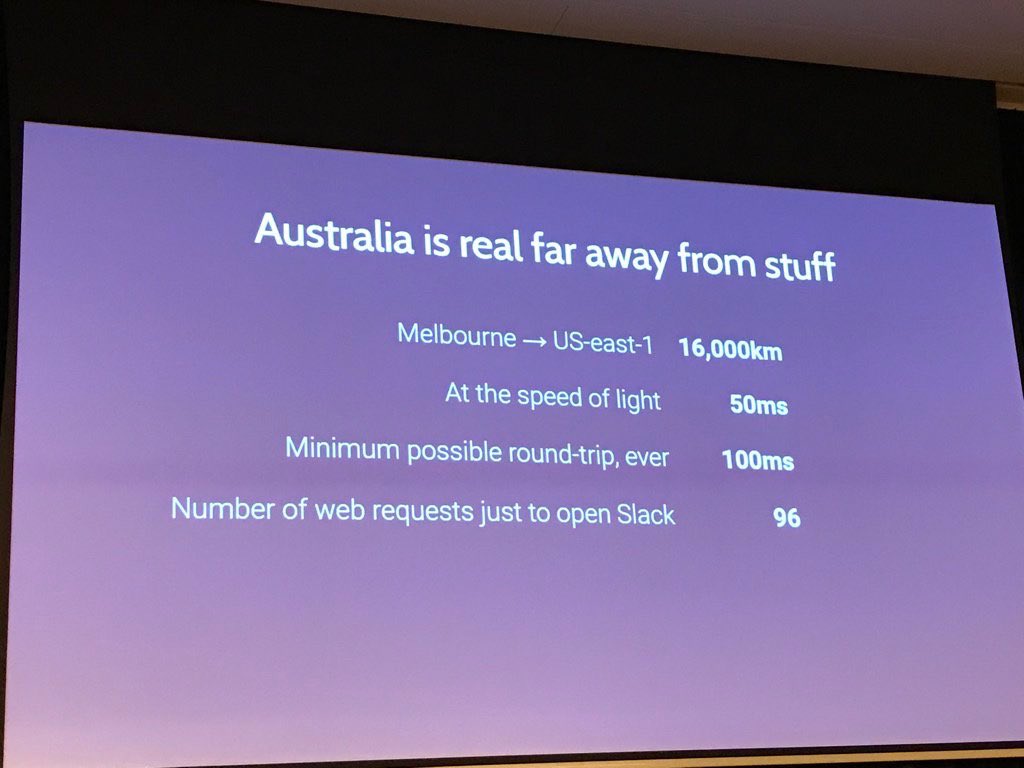 Australia is real far away from stuff
Melbourne → US-east-1 16,000km
At the speed of light 50ms
Minimum possible round-trip, ever 100ms
Number of web requests just to open Slack 96